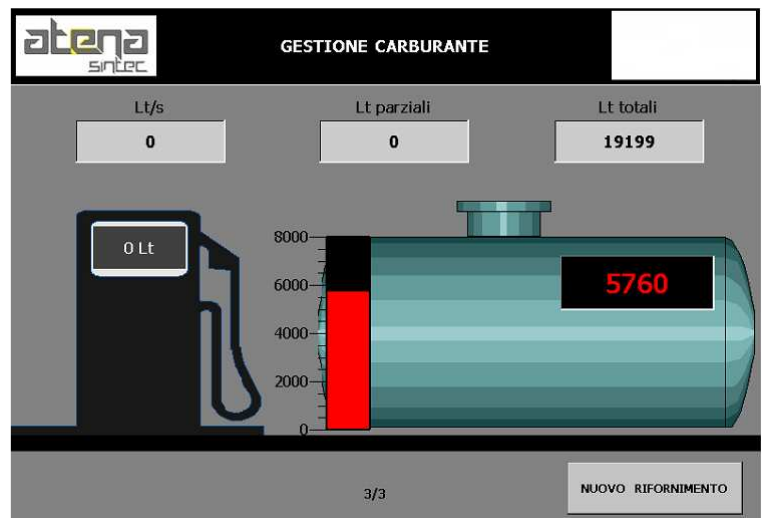 atena
sintec
GESTIONE CARBURANTE
Lt/s
Lt parziali
Lt totali
0
0
19199
0 Lt
8000
6000
4000
2000
0
5760
3/3
NUOVO RIFORNIMENTO